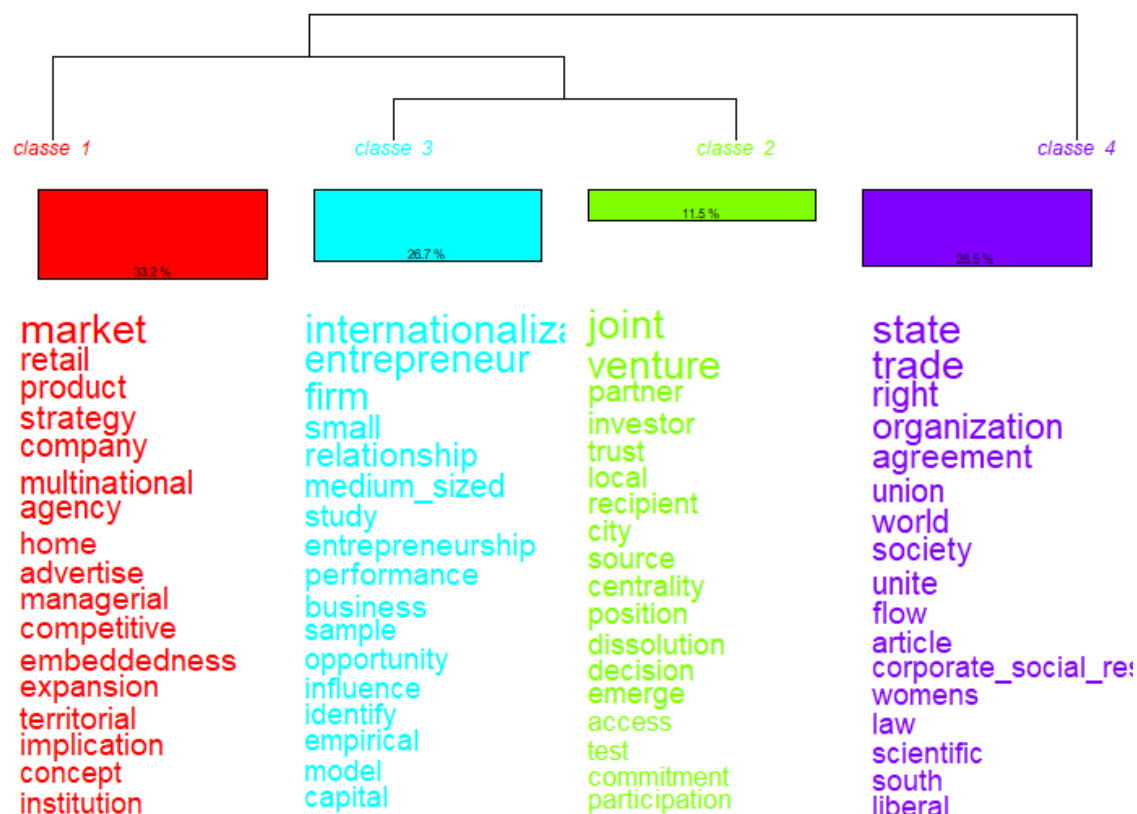 classe 1
classe 3
classe 2
classe 4
33.2 %
26.7 %
11.5 %
28.5 %
market
retail
product
strategy
company
multinational
agency
home
advertise
managerial
competitive
embeddedness
expansion
territorial
implication
concept
institution
internationaliza
entrepreneur
firm
small
relationship
medium_sized
study
entrepreneurship
performance
business
sample
opportunity
influence
identify
empirical
model
capital
joint
venture
partner
investor
trust
local
recipient
city
source
centrality
position
dissolution
decision
emerge
access
test
commitment
participation
state
trade
right
organization
agreement
union
world
society
unite
flow
article
corporate_social_res
womens
law
scientific
south
liberal